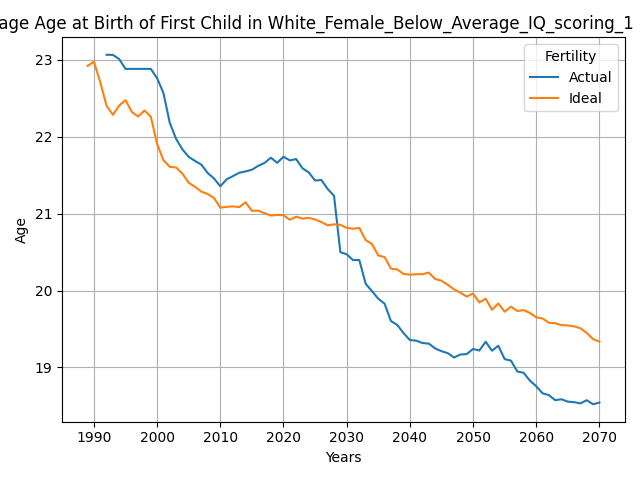 age Age at Birth of First Child in White_Female_Below_Average_IQ_scoring_1
Fertility
Actual
Ideal
23
22
21
20
19
Age
1990 2000 2010 2020 2030 2040 2050 2060 2070
Years